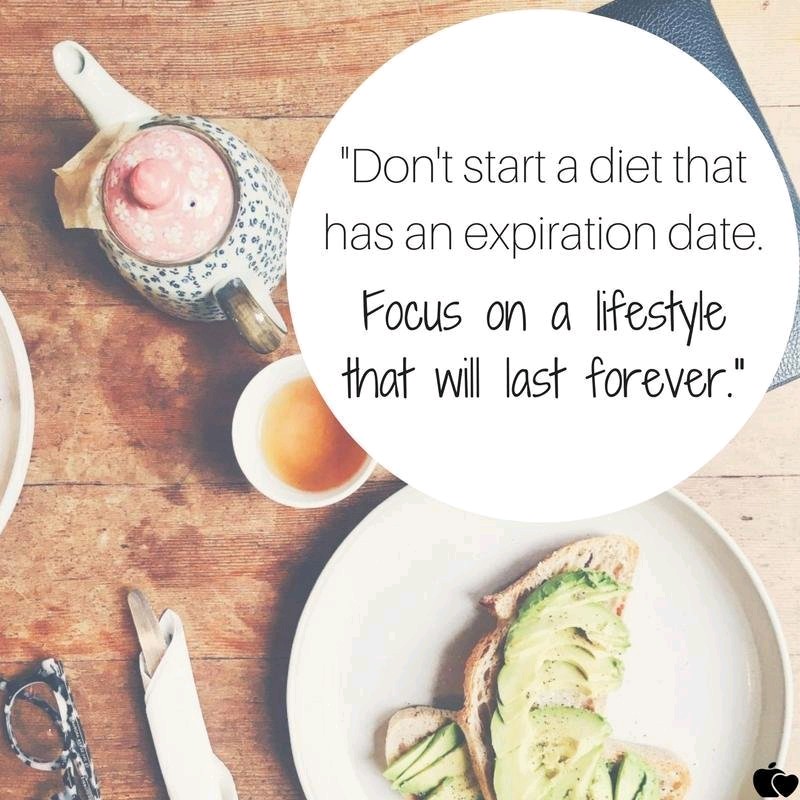 "Don't start a diet that
has an expiration date.
Focus on a lifestyle
that will last forever."